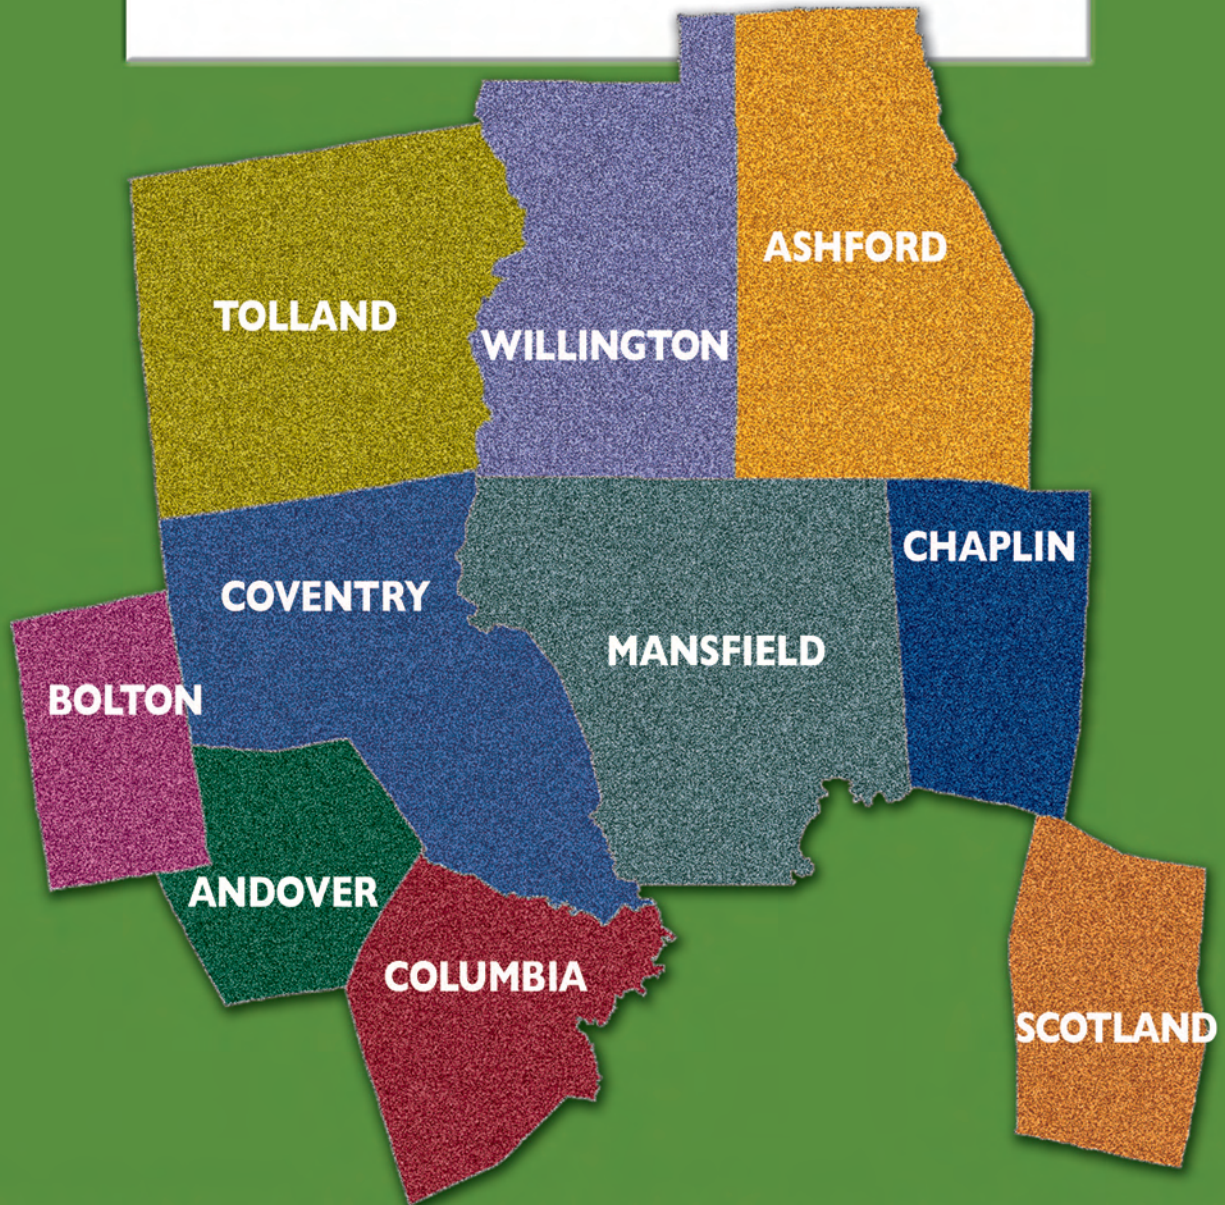 ASHFORD
TOLLAND
WILLINGTON
CHAPLIN
COVENTRY
MANSFIELD
BOLTON
ANDOVER
COLUMBIA
SCOTLAND